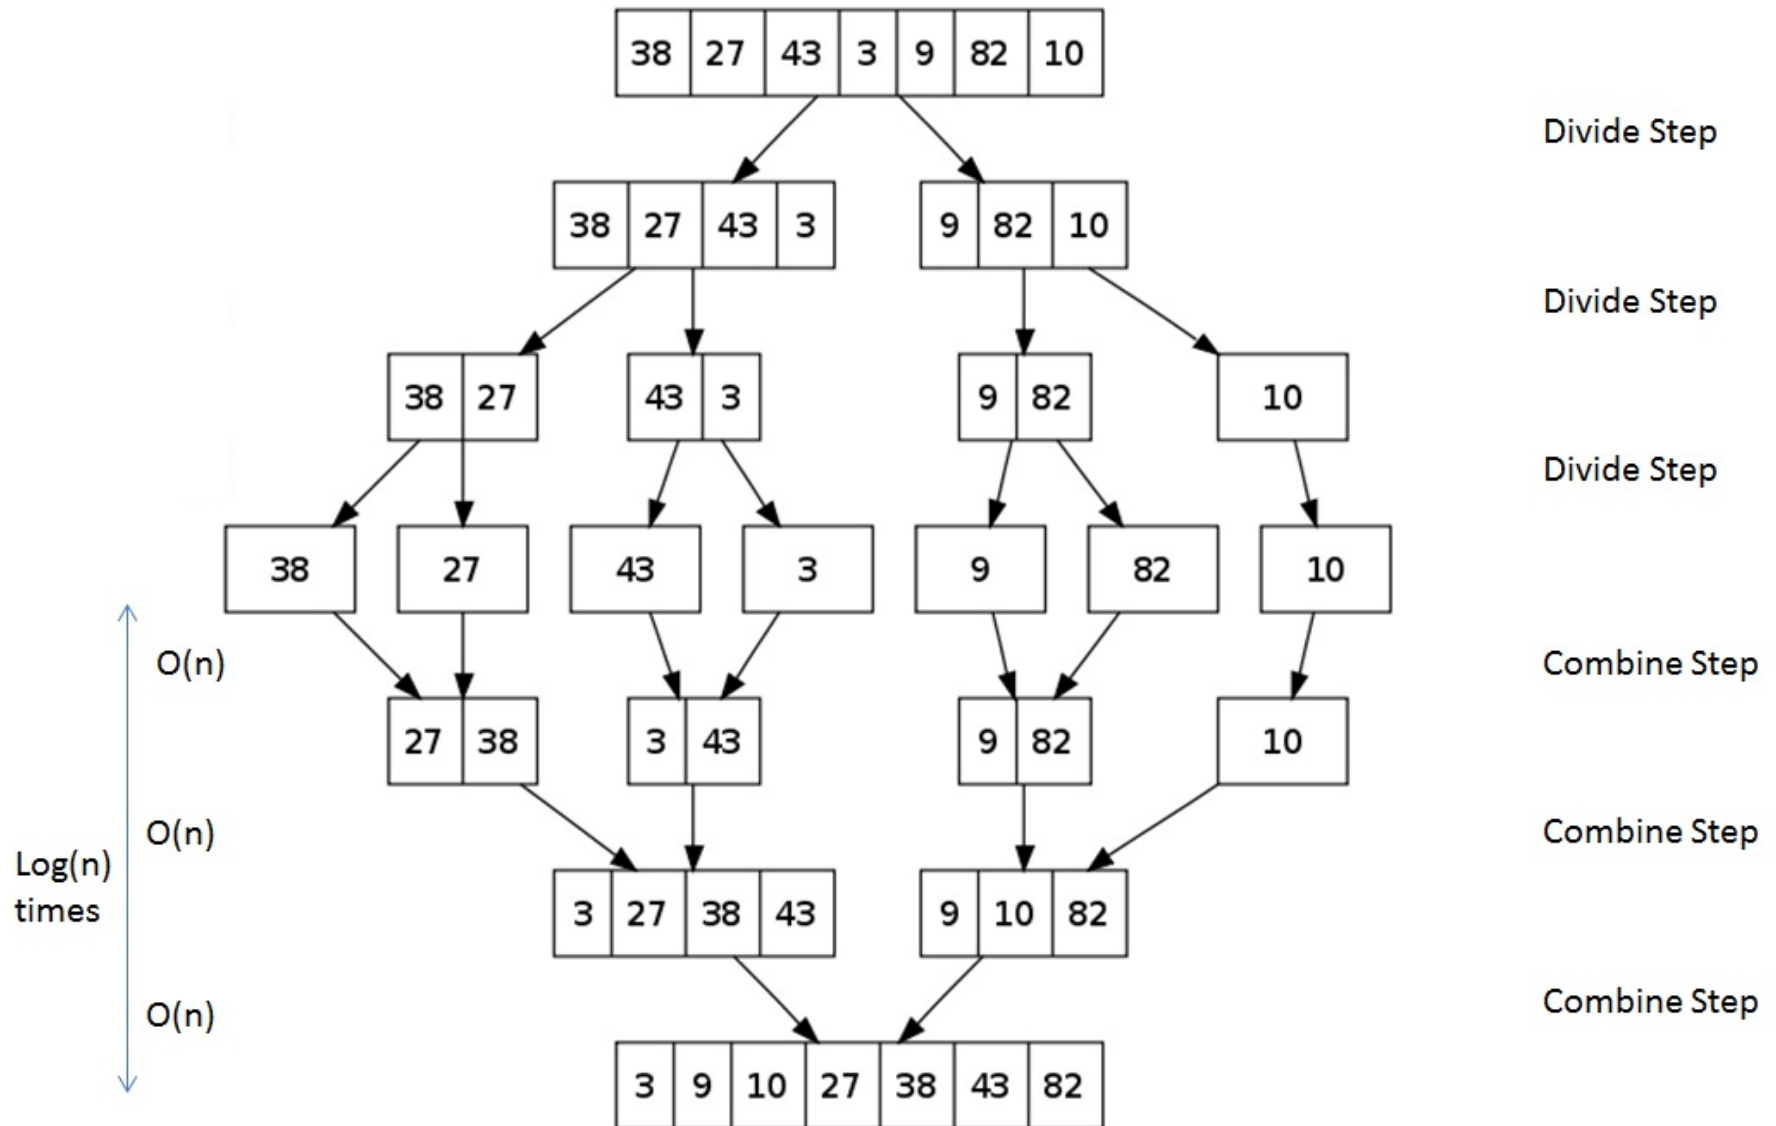 38 27 43 3 9 82 10
Divide Step
38 27 43 3 9 82 10
Divide Step
38 27 43 3 9 82 10
Divide Step
38 27 43 3 9 82 10
O(n) Combine Step
27 38 3 43 9 82 10
O(n) Combine Step
Log(n)
times
3 27 38 43 9 10 82
O(n) Combine Step
3 9 10 27 38 43 82